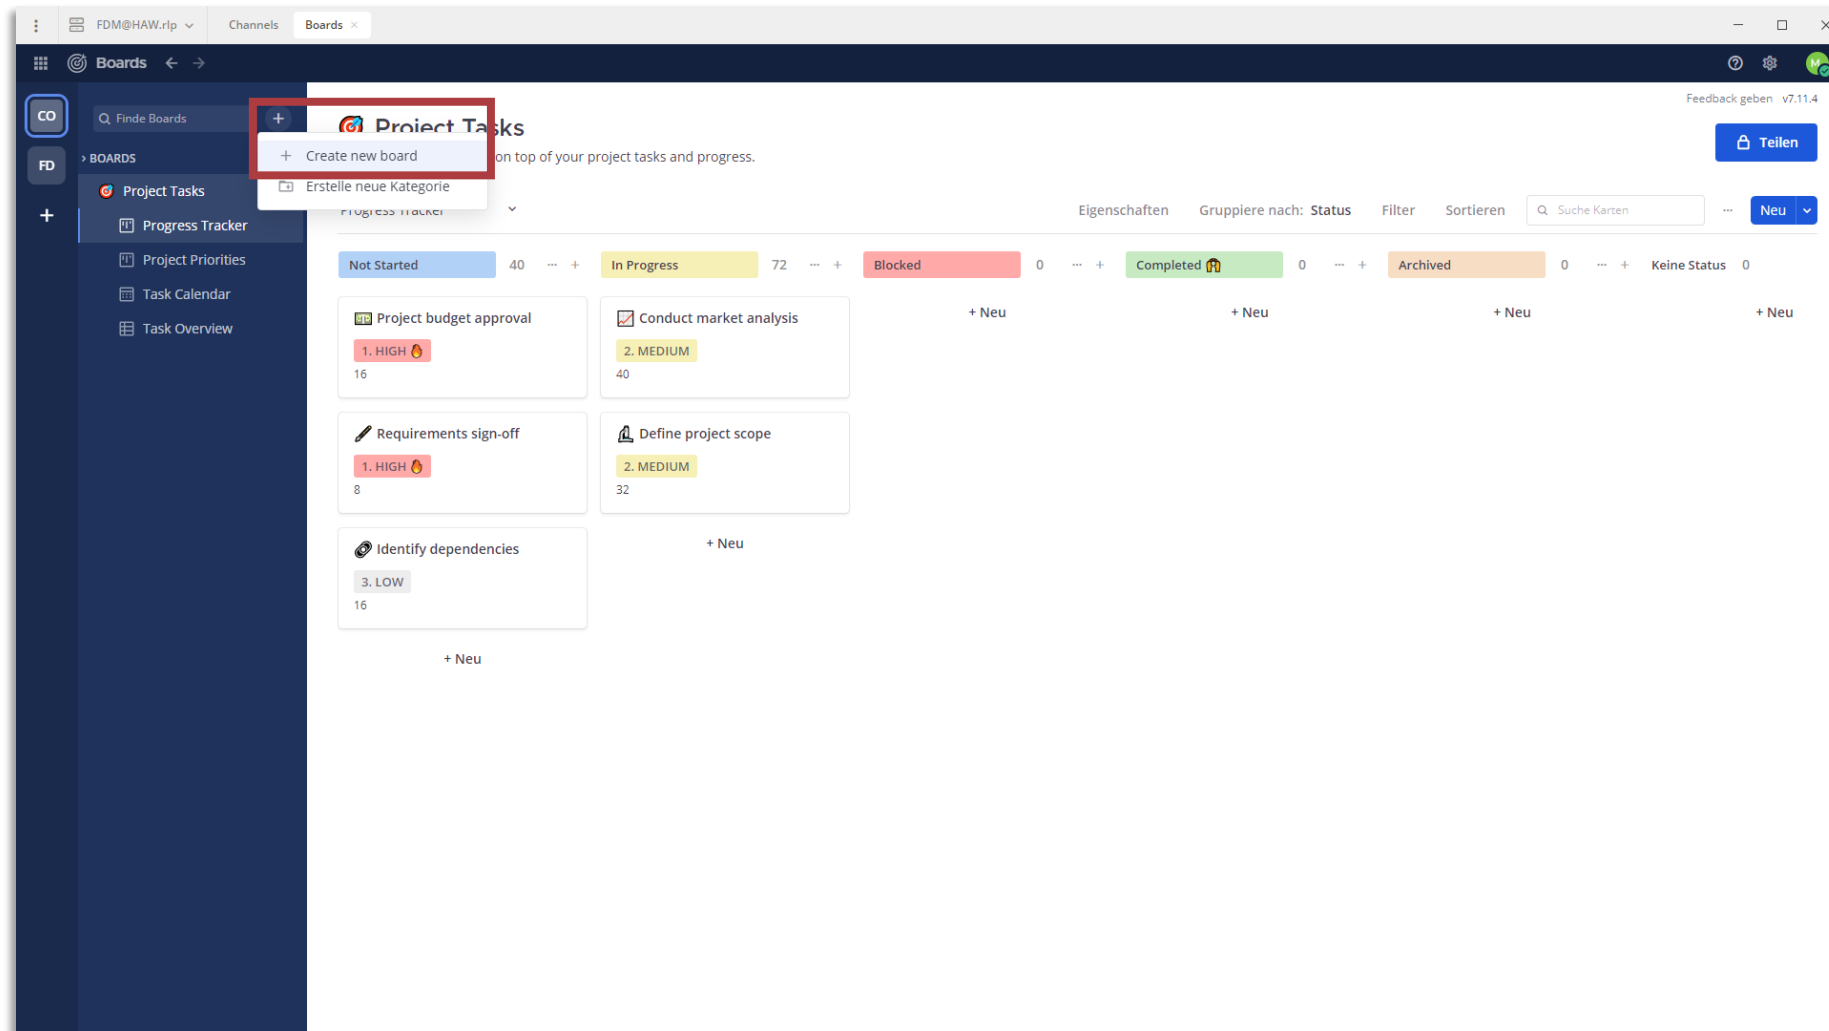 FDM@HAW.rlp
Channels
Boards
Boards
CO
FD
Finde Boards
BOARDS
Project Tasks
Progress Tracker
Project Priorities
Task Calendar
Task Overview
Create new board
Erstelle neue Kategorie
Project Tasks
on top of your project tasks and progress.
Feedback geben v7.11.4
Teilen
Progress Tracker
Eigenschaften Gruppiere nach: Status Filter Sortieren Suche Karten Neu
Not Started 40
In Progress 72
Blocked 0
Completed 0
Archived 0
Keine Status 0
Project budget approval
1. HIGH
16
Requirements sign-off
1. HIGH
8
Identify dependencies
3. LOW
16
+ Neu
Conduct market analysis
2. MEDIUM
40
Define project scope
2. MEDIUM
32
+ Neu
+ Neu
+ Neu
+ Neu
+ Neu
M